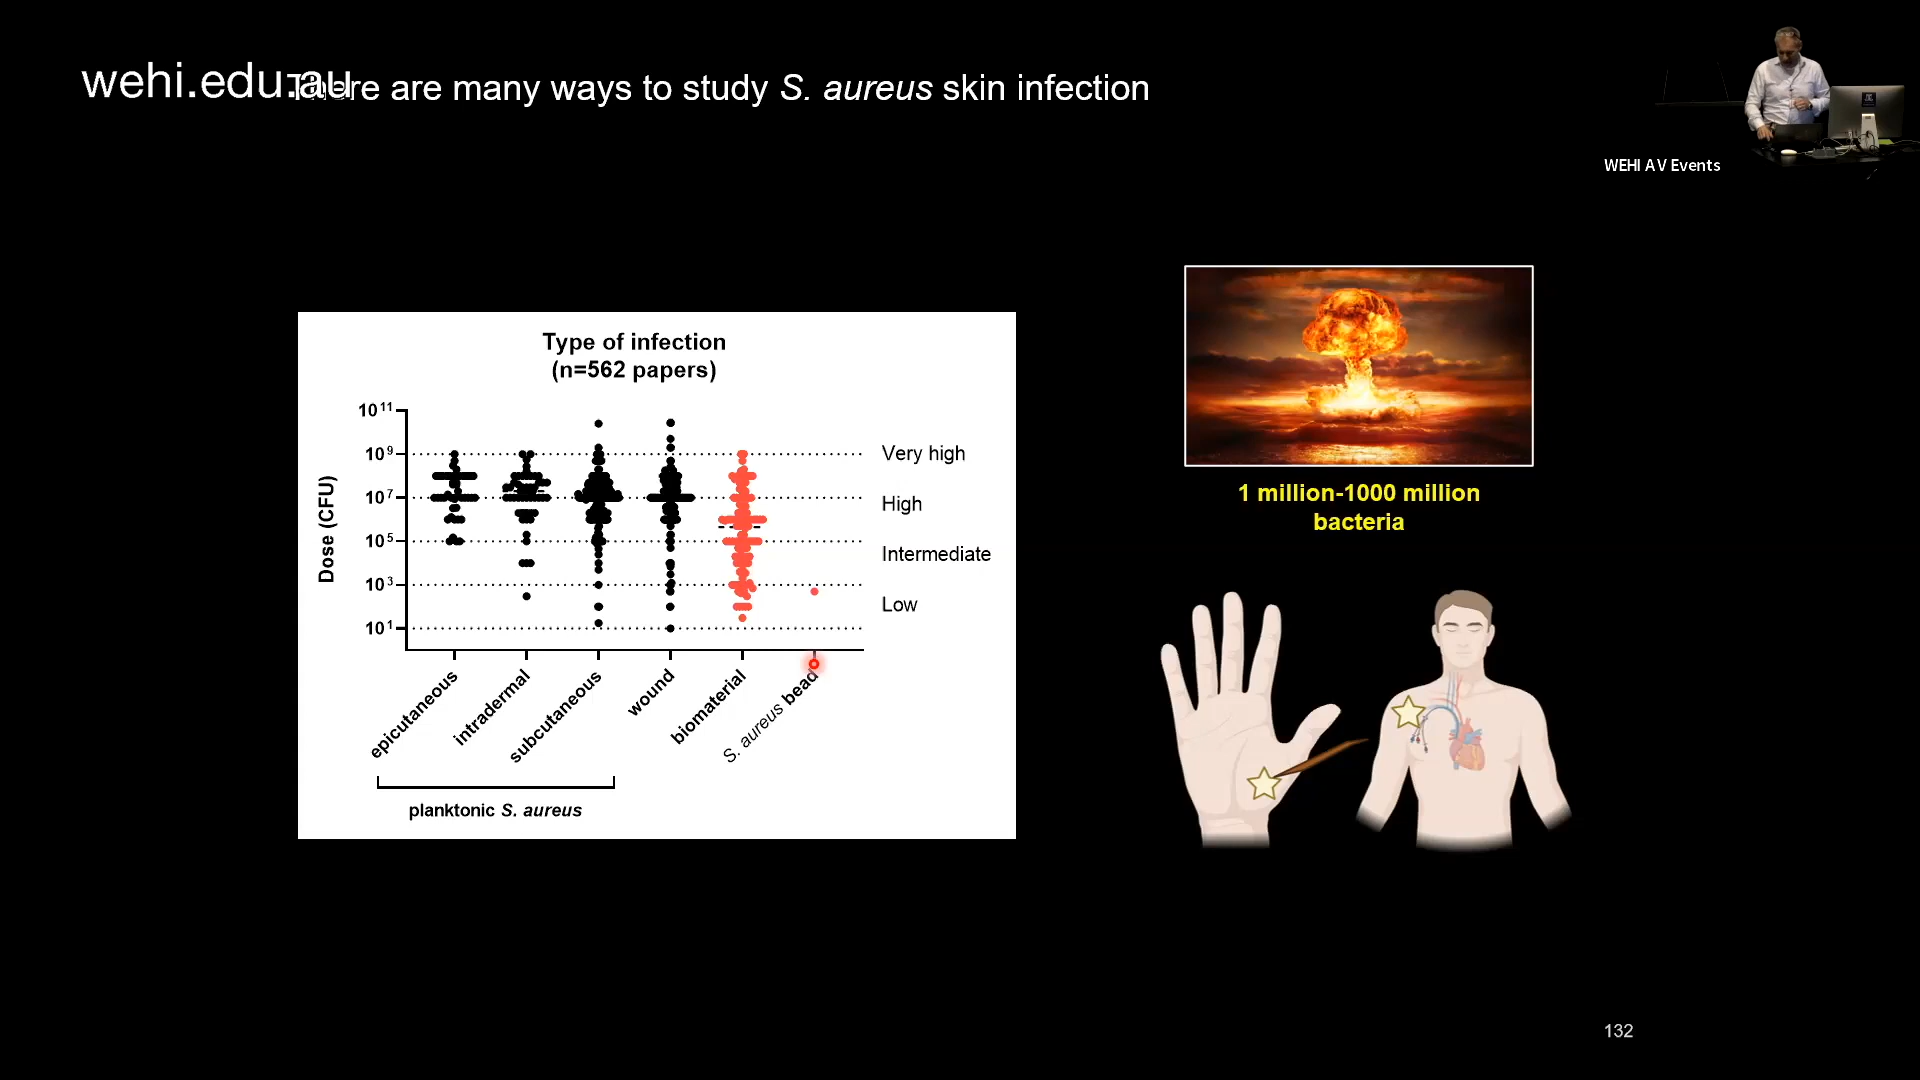 wehi.edu.au
There are many ways to study S. aureus skin infection
WEHI AV Events
Type of infection
(n=562 papers)
Dose (CFU)
10^11
10^9
10^7
10^5
10^3
10^1
Very high
High
Intermediate
Low
epicutaneous
intradermal
subcutaneous
wound
biomaterial
S. aureus bead
planktonic S. aureus
1 million-1000 million
bacteria
132